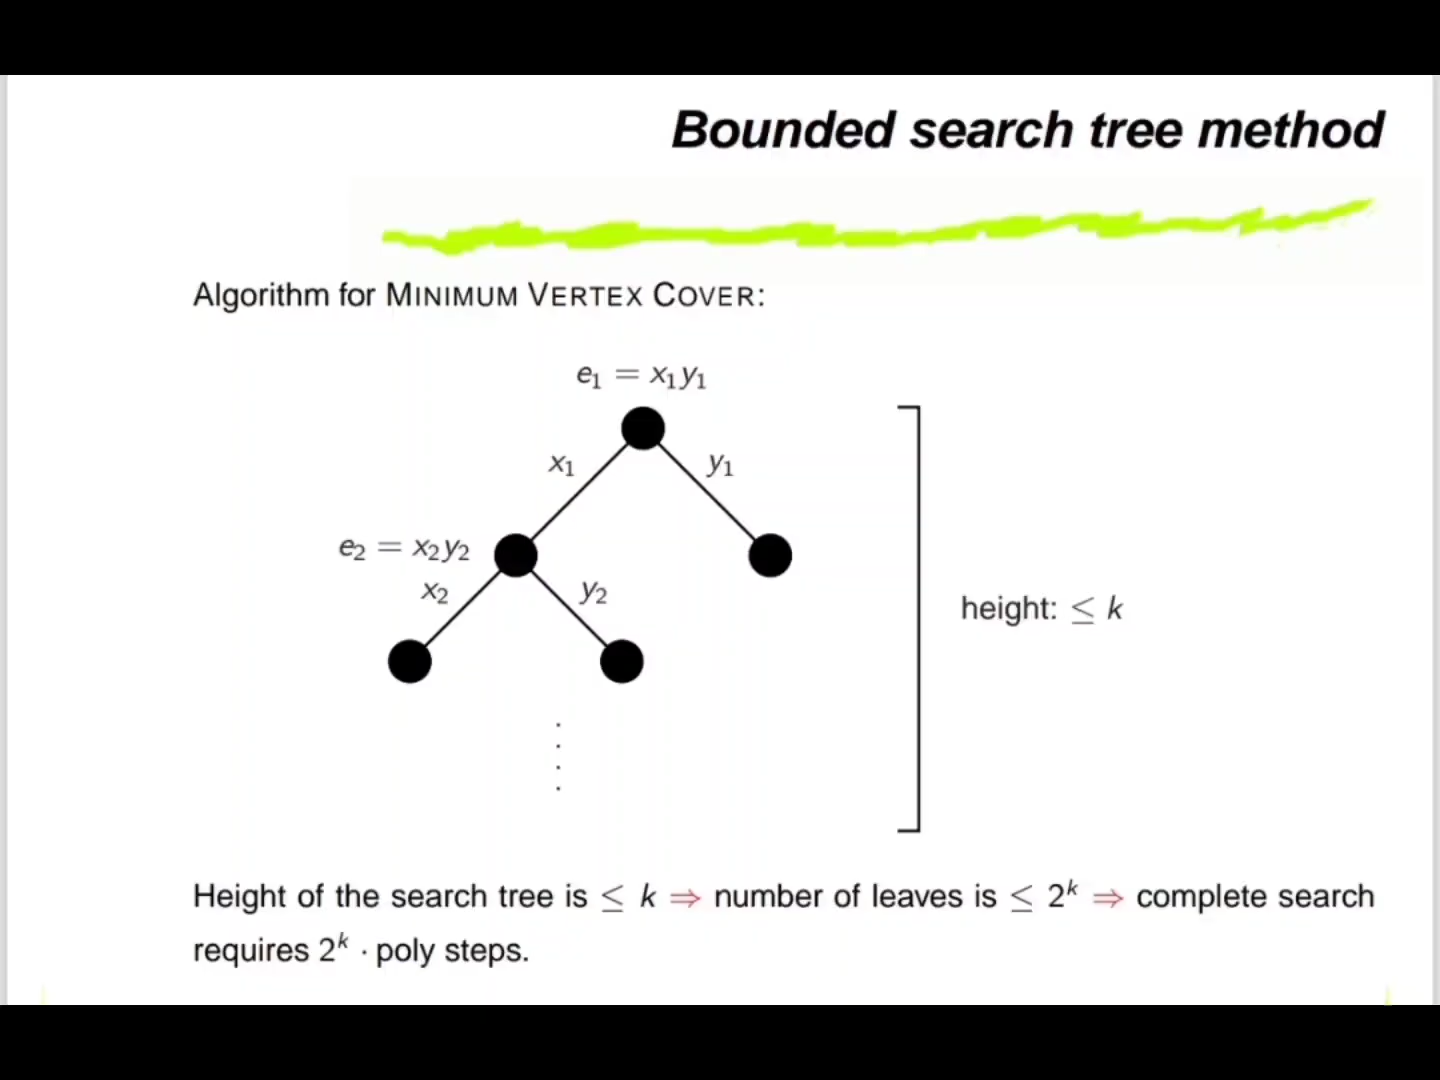 Bounded search tree method
Algorithm for MINIMUM VERTEX COVER:
e₁ = x₁y₁
x₁ y₁
e₂ = x₂y₂
x₂ y₂
height: ≤ k
Height of the search tree is ≤ k ⇒ number of leaves is ≤ 2ᵏ ⇒ complete search
requires 2ᵏ · poly steps.